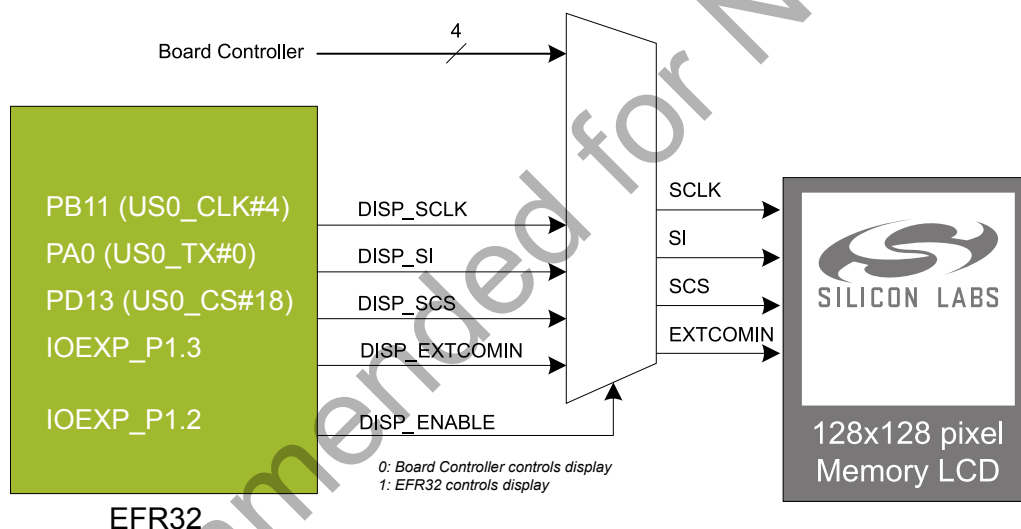 Board Controller
4
PB11 (US0_CLK#4)
PA0 (US0_TX#0)
PD13 (US0_CS#18)
IOEXP_P1.3
IOEXP_P1.2
EFR32
DISP_SCLK
DISP_SI
DISP_SCS
DISP_EXTCOMIN
DISP_ENABLE
0: Board Controller controls display
1: EFR32 controls display
SCLK
SI
SCS
EXTCOMIN
SILICON LABS
128x128 pixel
Memory LCD
mmended for N